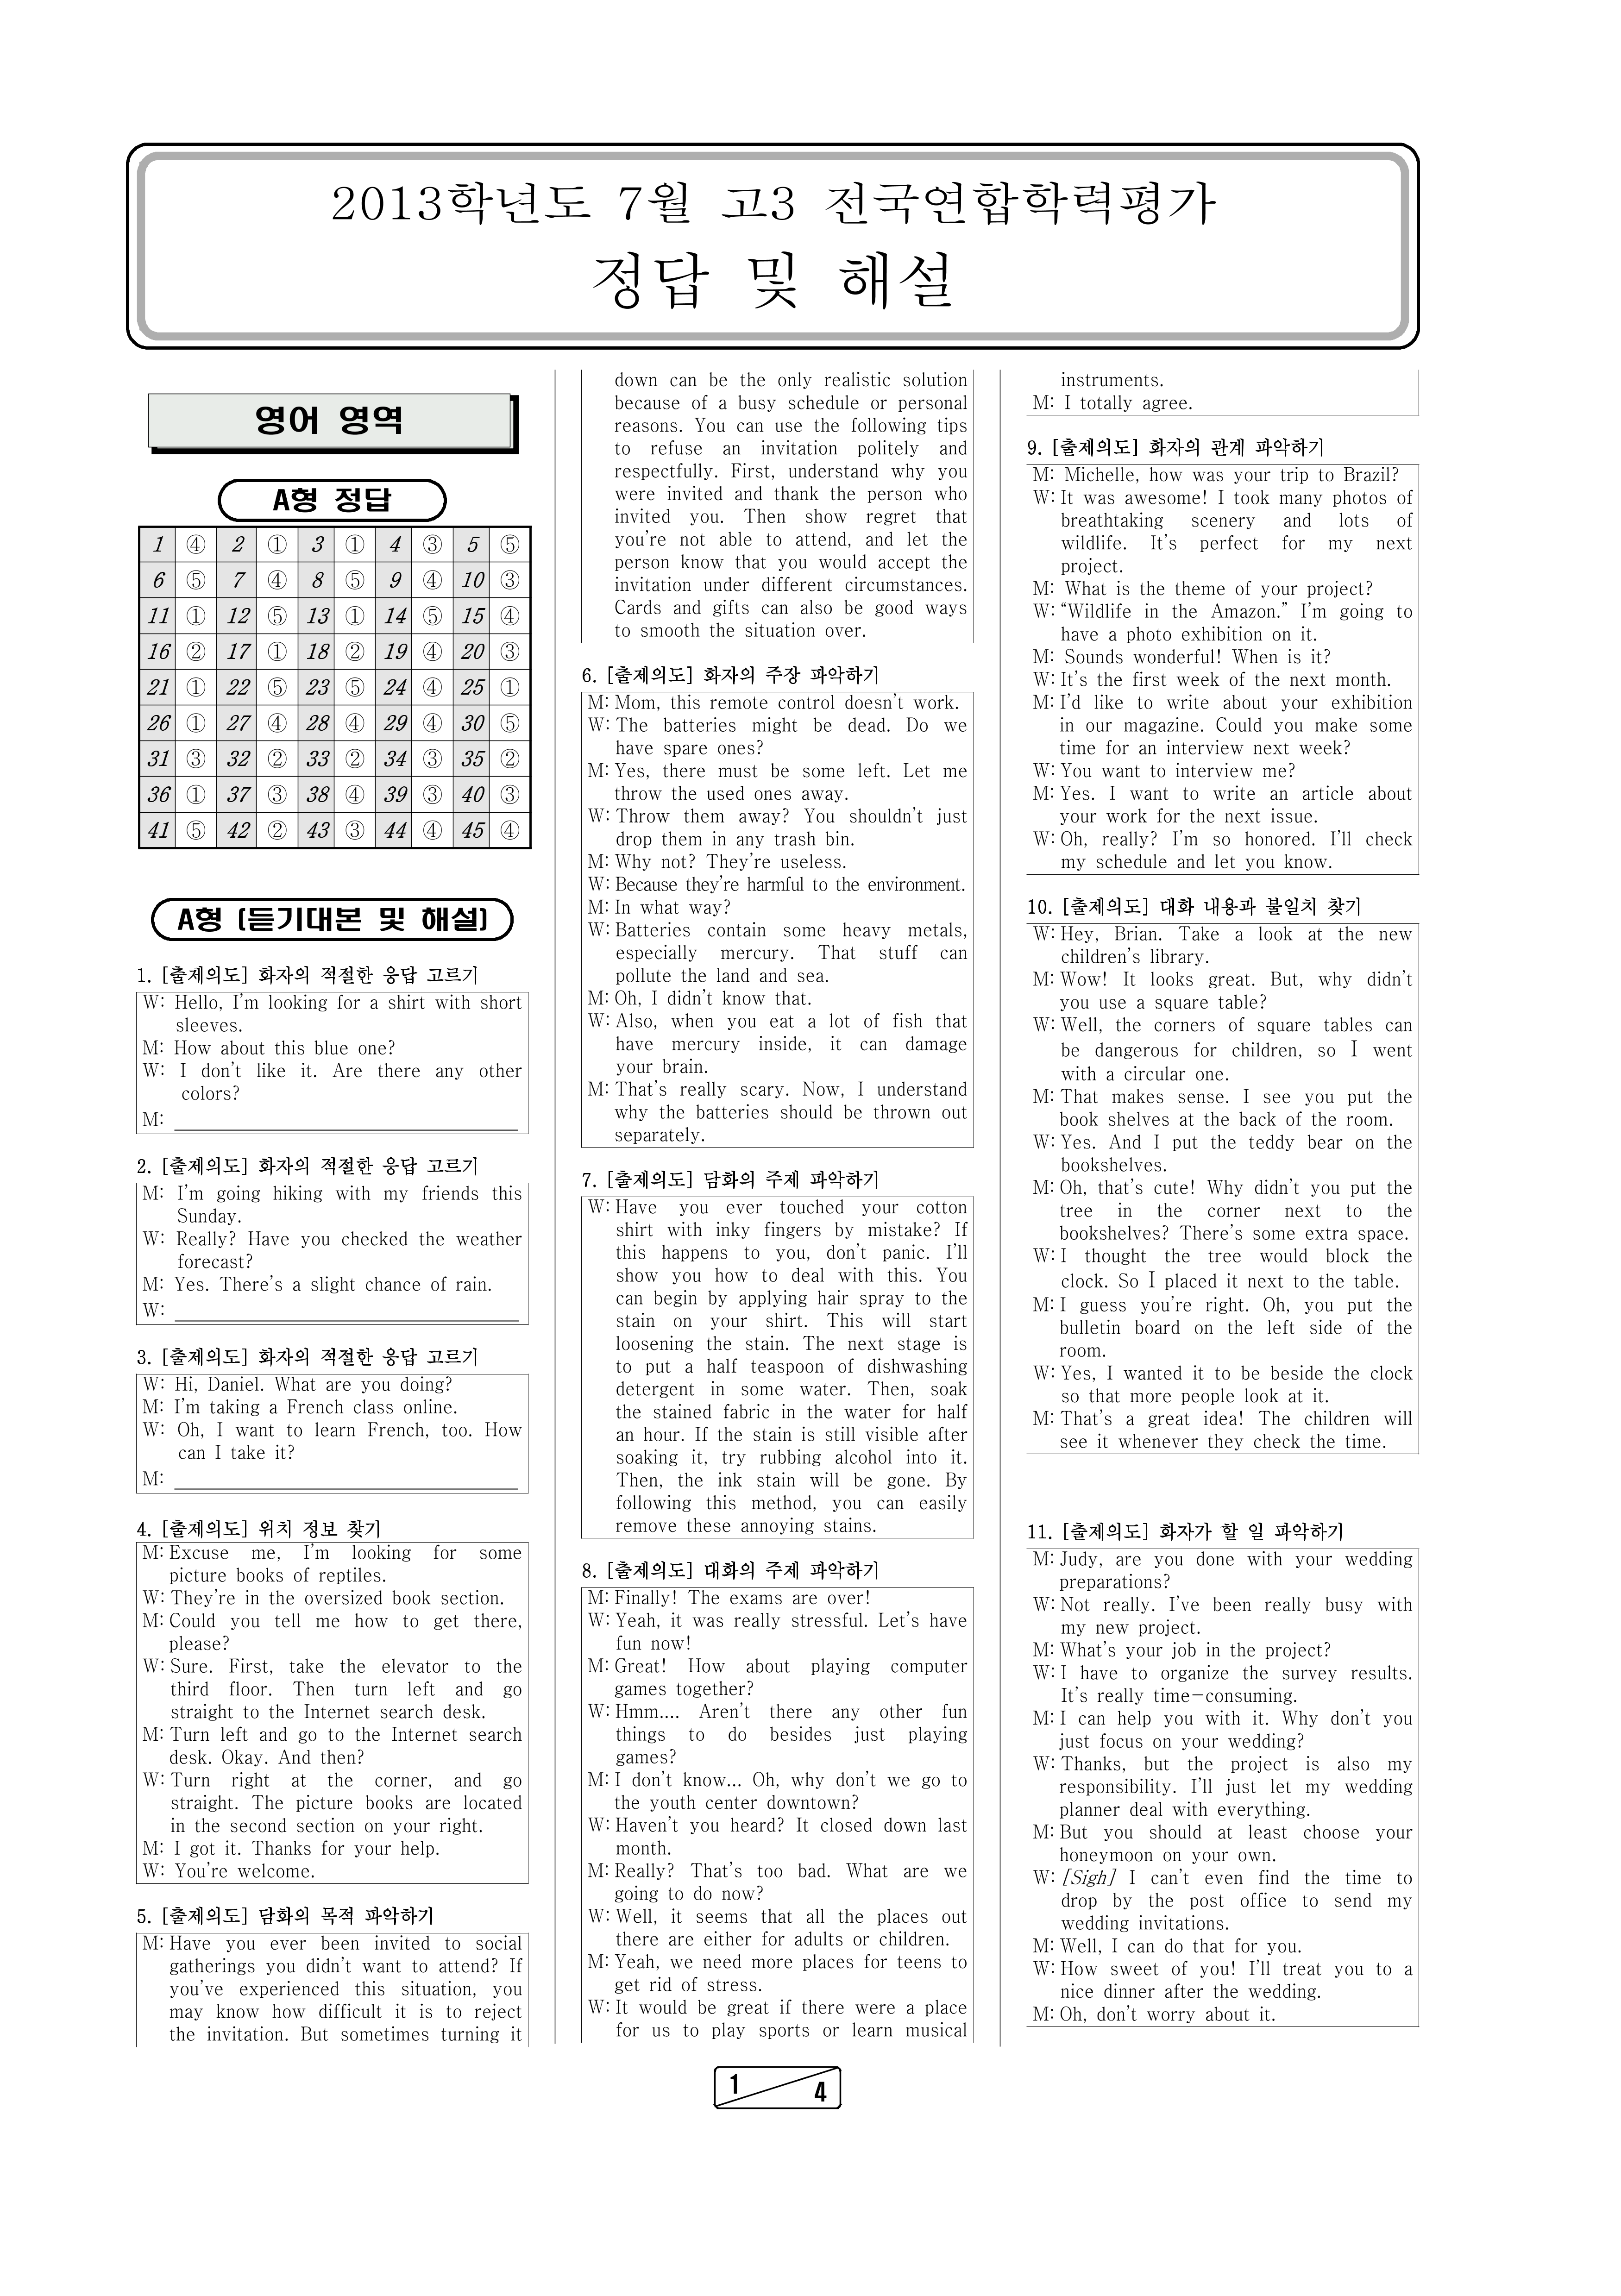 2013학년도 7월 고3 전국연합학력평가
정답 및 해설
영어 영역
A형 정답
1 ④ 2 ① 3 ① 4 ③ 5 ⑤
6 ⑤ 7 ④ 8 ⑤ 9 ④ 10 ③
11 ① 12 ⑤ 13 ① 14 ⑤ 15 ④
16 ② 17 ① 18 ② 19 ④ 20 ③
21 ① 22 ⑤ 23 ⑤ 24 ④ 25 ①
26 ① 27 ④ 28 ④ 29 ④ 30 ⑤
31 ③ 32 ② 33 ② 34 ③ 35 ②
36 ① 37 ③ 38 ④ 39 ③ 40 ③
41 ⑤ 42 ② 43 ③ 44 ④ 45 ④
A형 (듣기대본 및 해설)
1. [출제의도] 화자의 적절한 응답 고르기
W: Hello, I'm looking for a shirt with short
sleeves.
M: How about this blue one?
W: I don't like it. Are there any other
colors?
M:
2. [출제의도] 화자의 적절한 응답 고르기
M: I'm going hiking with my friends this
Sunday.
W: Really? Have you checked the weather
forecast?
M: Yes. There's a slight chance of rain.
W:
3. [출제의도] 화자의 적절한 응답 고르기
W: Hi, Daniel. What are you doing?
M: I'm taking a French class online.
W: Oh, I want to learn French, too. How
can I take it?
M:
4. [출제의도] 위치 정보 찾기
M: Excuse me, I'm looking for some
picture books of reptiles.
W: They're in the oversized book section.
M: Could you tell me how to get there,
please?
W: Sure. First, take the elevator to the
third floor. Then turn left and go
straight to the Internet search desk.
M: Turn left and go to the Internet search
desk. Okay. And then?
W: Turn right at the corner, and go
straight. The picture books are located
in the second section on your right.
M: I got it. Thanks for your help.
W: You're welcome.
5. [출제의도] 담화의 목적 파악하기
M: Have you ever been invited to social
gatherings you didn't want to attend? If
you've experienced this situation, you
may know how difficult it is to reject
the invitation. But sometimes turning it
down can be the only realistic solution
because of a busy schedule or personal
reasons. You can use the following tips
to refuse an invitation politely and
respectfully. First, understand why you
were invited and thank the person who
invited you. Then show regret that
you're not able to attend, and let the
person know that you would accept the
invitation under different circumstances.
Cards and gifts can also be good ways
to smooth the situation over.
6. [출제의도] 화자의 주장 파악하기
M: Mom, this remote control doesn't work.
W: The batteries might be dead. Do we
have spare ones?
M: Yes, there must be some left. Let me
throw the used ones away.
W: Throw them away? You shouldn't just
drop them in any trash bin.
M: Why not? They're useless.
W: Because they're harmful to the environment.
M: In what way?
W: Batteries contain some heavy metals,
especially mercury. That stuff can
pollute the land and sea.
M: Oh, I didn't know that.
W: Also, when you eat a lot of fish that
have mercury inside, it can damage
your brain.
M: That's really scary. Now, I understand
why the batteries should be thrown out
separately.
7. [출제의도] 담화의 주제 파악하기
W: Have you ever touched your cotton
shirt with inky fingers by mistake? If
this happens to you, don't panic. I'll
show you how to deal with this. You
can begin by applying hair spray to the
stain on your shirt. This will start
loosening the stain. The next stage is
to put a half teaspoon of dishwashing
detergent in some water. Then, soak
the stained fabric in the water for half
an hour. If the stain is still visible after
soaking it, try rubbing alcohol into it.
Then, the ink stain will be gone. By
following this method, you can easily
remove these annoying stains.
8. [출제의도] 대화의 주제 파악하기
M: Finally! The exams are over!
W: Yeah, it was really stressful. Let's have
fun now!
M: Great! How about playing computer
games together?
W: Hmm.... Aren't there any other fun
things to do besides just playing
games?
M: I don't know... Oh, why don't we go to
the youth center downtown?
W: Haven't you heard? It closed down last
month.
M: Really? That's too bad. What are we
going to do now?
W: Well, it seems that all the places out
there are either for adults or children.
M: Yeah, we need more places for teens to
get rid of stress.
W: It would be great if there were a place
for us to play sports or learn musical
instruments.
M: I totally agree.
9. [출제의도] 화자의 관계 파악하기
M: Michelle, how was your trip to Brazil?
W: It was awesome! I took many photos of
breathtaking scenery and lots of
wildlife. It's perfect for my next
project.
M: What is the theme of your project?
W: "Wildlife in the Amazon." I'm going to
have a photo exhibition on it.
M: Sounds wonderful! When is it?
W: It's the first week of the next month.
M: I'd like to write about your exhibition
in our magazine. Could you make some
time for an interview next week?
W: You want to interview me?
M: Yes. I want to write an article about
your work for the next issue.
W: Oh, really? I'm so honored. I'll check
my schedule and let you know.
10. [출제의도] 대화 내용과 불일치 찾기
W: Hey, Brian. Take a look at the new
children's library.
M: Wow! It looks great. But, why didn't
you use a square table?
W: Well, the corners of square tables can
be dangerous for children, so I went
with a circular one.
M: That makes sense. I see you put the
book shelves at the back of the room.
W: Yes. And I put the teddy bear on the
bookshelves.
M: Oh, that's cute! Why didn't you put the
tree in the corner next to the
bookshelves? There's some extra space.
W: I thought the tree would block the
clock. So I placed it next to the table.
M: I guess you're right. Oh, you put the
bulletin board on the left side of the
room.
W: Yes, I wanted it to be beside the clock
so that more people look at it.
M: That's a great idea! The children will
see it whenever they check the time.
11. [출제의도] 화자가 할 일 파악하기
M: Judy, are you done with your wedding
preparations?
W: Not really. I've been really busy with
my new project.
M: What's your job in the project?
W: I have to organize the survey results.
It's really time-consuming.
M: I can help you with it. Why don't you
just focus on your wedding?
W: Thanks, but the project is also my
responsibility. I'll just let my wedding
planner deal with everything.
M: But you should at least choose your
honeymoon on your own.
W: [Sigh] I can't even find the time to
drop by the post office to send my
wedding invitations.
M: Well, I can do that for you.
W: How sweet of you! I'll treat you to a
nice dinner after the wedding.
M: Oh, don't worry about it.
1 4